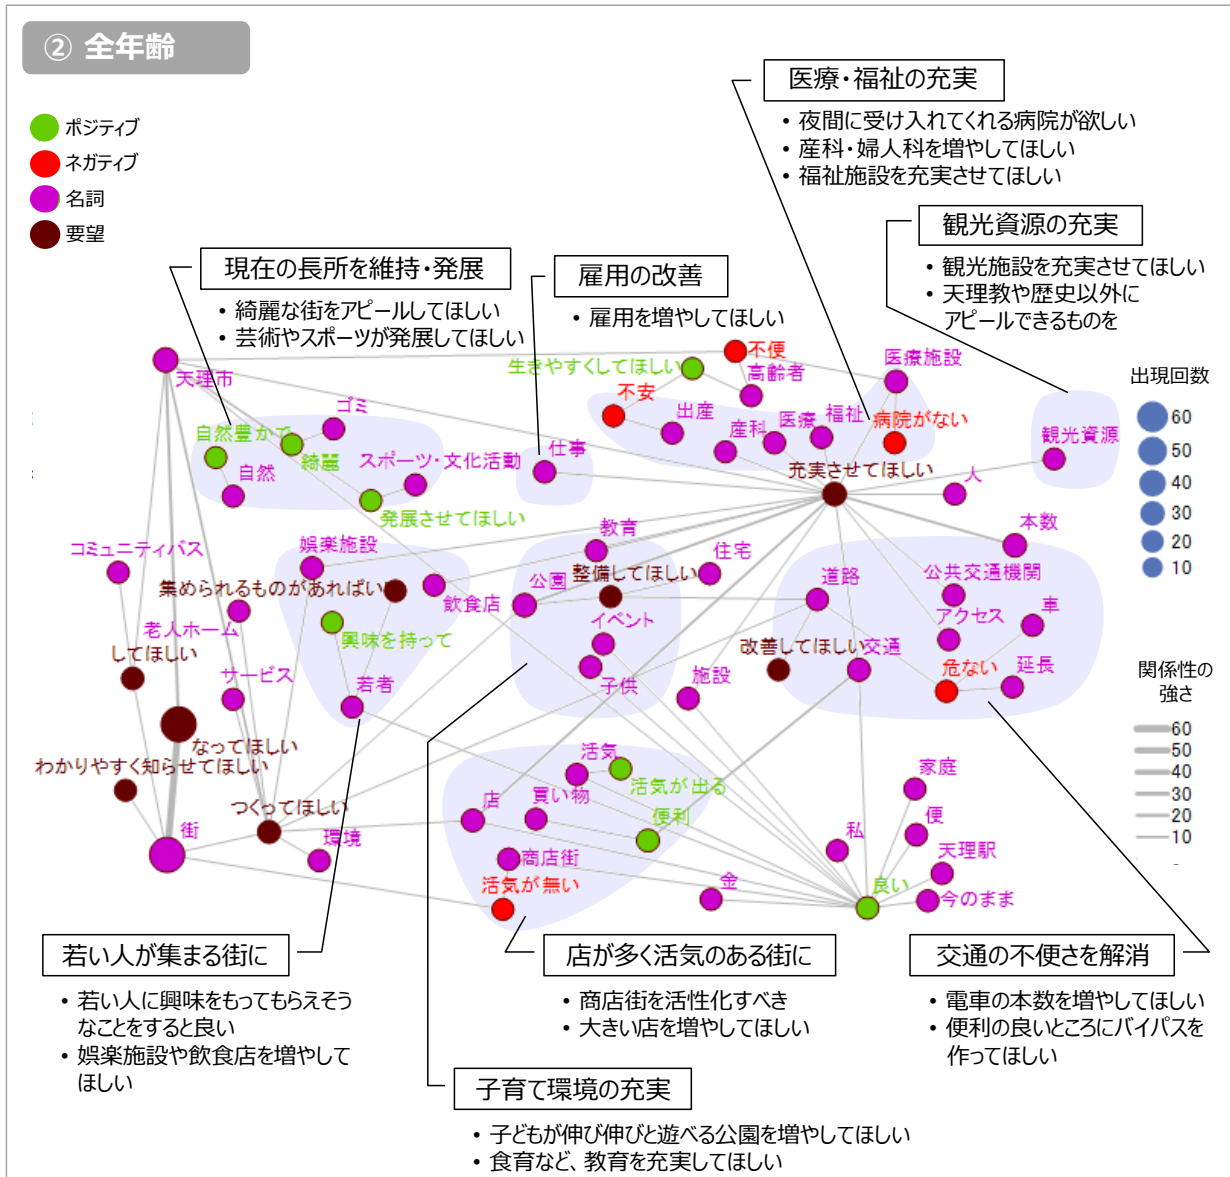 ② 全年齢
ポジティブ
ネガティブ
名詞
要望
医療・福祉の充実
• 夜間に受け入れてくれる病院が欲しい
• 産科・婦人科を増やしてほしい
• 福祉施設を充実させてほしい
観光資源の充実
• 観光施設を充実させてほしい
• 天理教や歴史以外に
アピールできるものを
現在の長所を維持・発展
• 綺麗な街をアピールしてほしい
• 芸術やスポーツが発展してほしい
雇用の改善
• 雇用を増やしてほしい
天理市
生きやすくしてほしい
不便
高齢者
医療施設
不安
出産
産科
医療
福祉
病院がない
観光資源
ゴミ
自然豊かで
綺麗
自然
スポーツ・文化活動
発展させてほしい
仕事
充実させてほしい
人
本数
出現回数
60
50
40
30
20
10
コミュニティバス
娯楽施設
集められるものがあればいい
飲食店
教育
公園
整備してほしい
住宅
道路
公共交通機関
アクセス
車
老人ホーム
興味を持って
イベント
子供
してほしい
サービス
若者
施設
改善してほしい
交通
危ない
延長
関係性の
強さ
60
50
40
30
20
10
なってほしい
わかりやすく知らせてほしい
つくってほしい
街
環境
活気
活気が出る
店
買い物
便利
商店街
活気が無い
家庭
便
私
天理駅
金
良い
今のまま
若い人が集まる街に
• 若い人に興味をもってもらえそう
なことをすると良い
• 娯楽施設や飲食店を増やして
ほしい
店が多く活気のある街に
• 商店街を活性化すべき
• 大きい店を増やしてほしい
交通の不便さを解消
• 電車の本数を増やしてほしい
• 便利の良いところにバイパスを
作ってほしい
子育て環境の充実
• 子どもが伸び伸びと遊べる公園を増やしてほしい
• 食育など、教育を充実してほしい